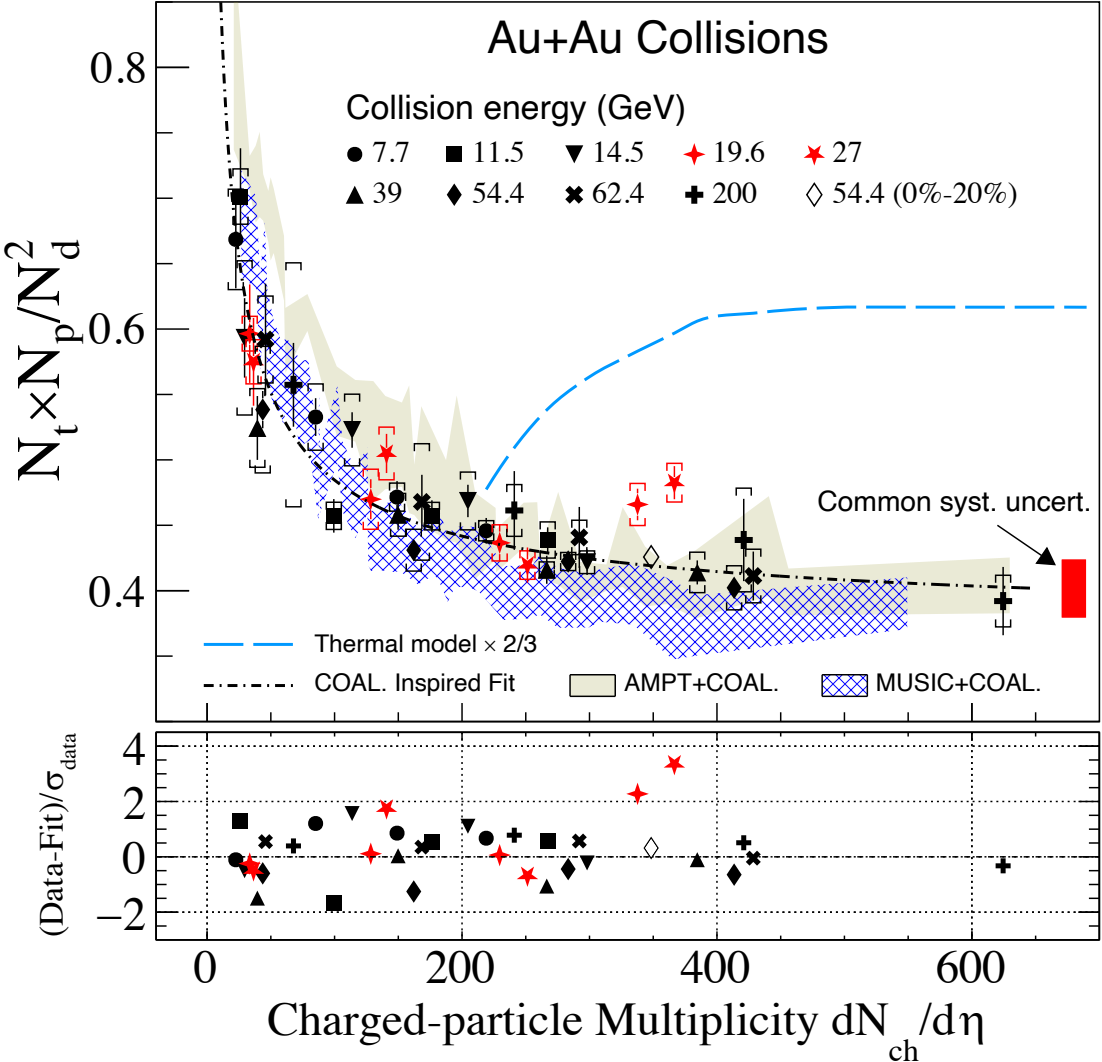 Au+Au Collisions
Collision energy (GeV)
7.7 11.5 14.5 19.6 27
39 54.4 62.4 200 54.4 (0%-20%)
N_t×N_p/N_d^2
0.8
0.6
0.4
Common syst. uncert.
Thermal model × 2/3
COAL. Inspired Fit AMPT+COAL. MUSIC+COAL.
(Data-Fit)/σ_data
4
2
0
−2
0 200 400 600
Charged-particle Multiplicity dN_ch/dη